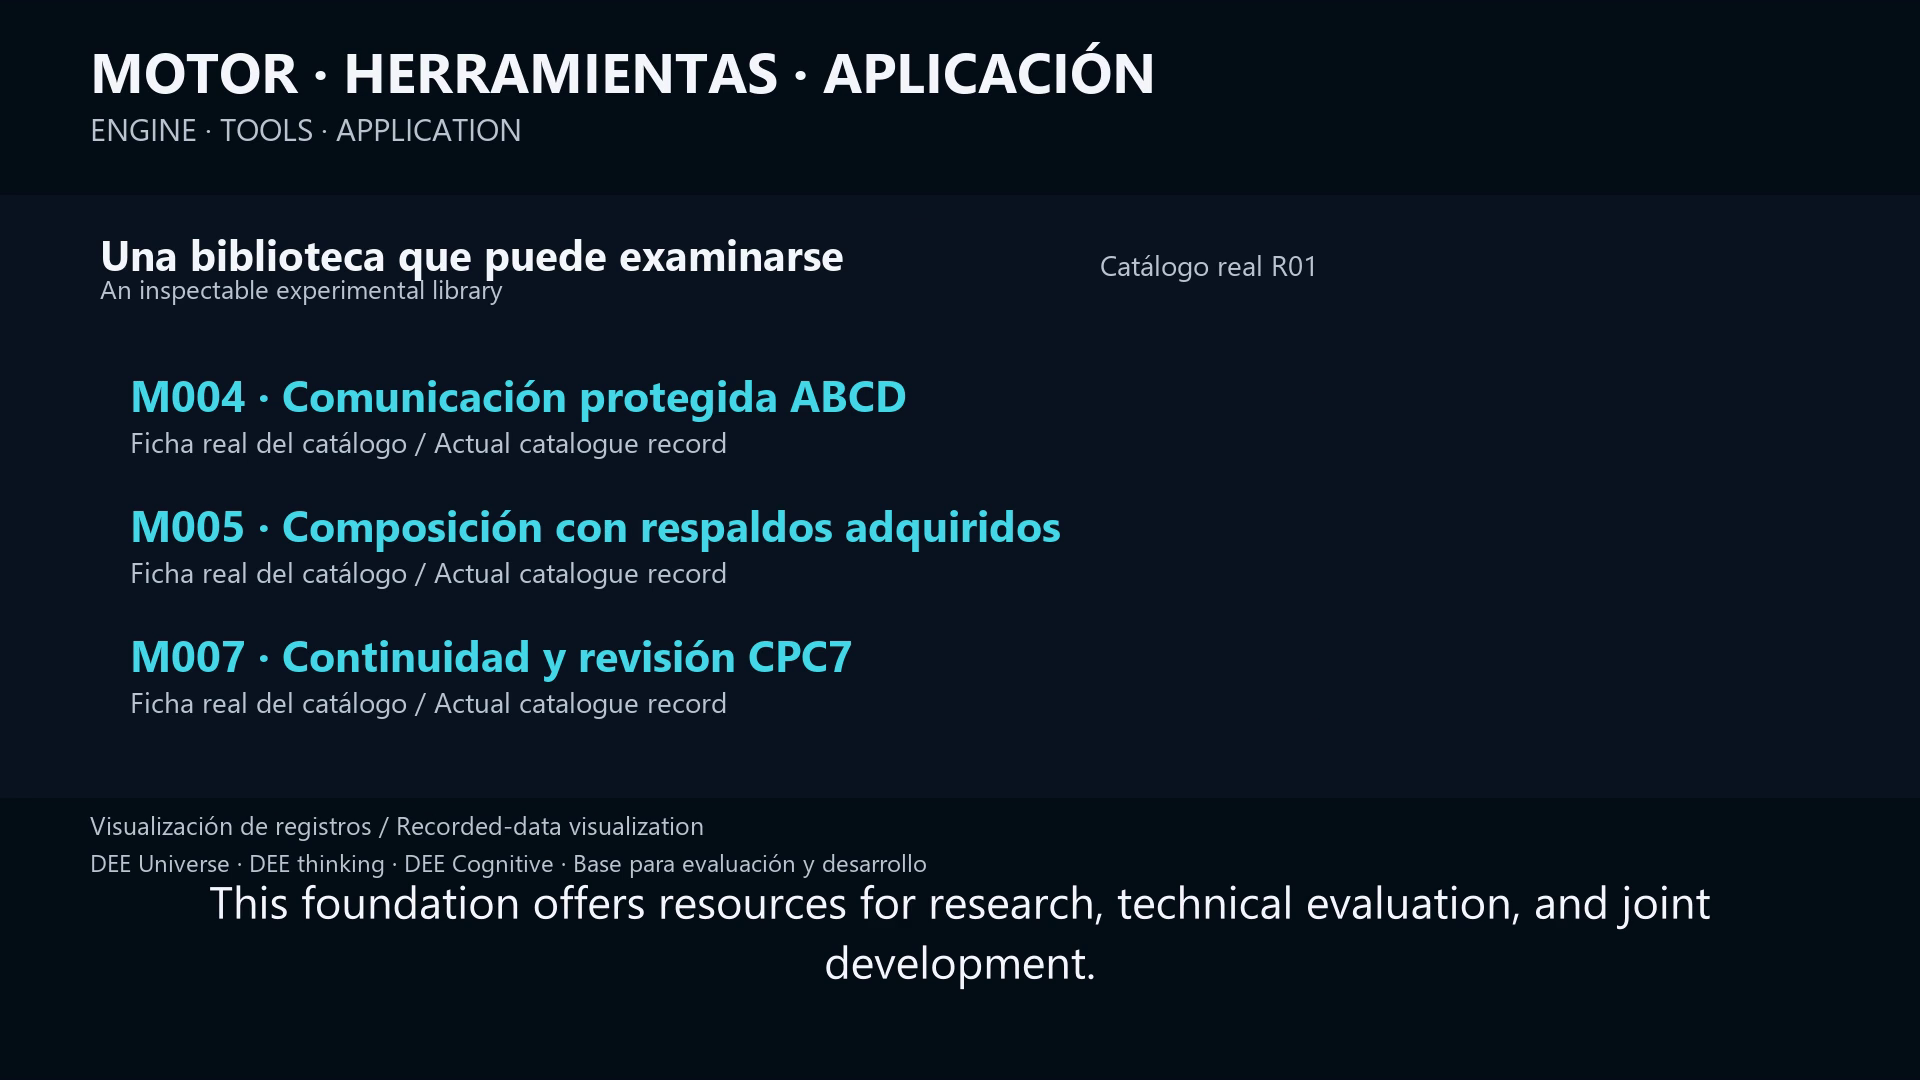 MOTOR · HERRAMIENTAS · APLICACIÓN
ENGINE · TOOLS · APPLICATION
Una biblioteca que puede examinarse
Catálogo real R01
An inspectable experimental library
M004 · Comunicación protegida ABCD
Ficha real del catálogo / Actual catalogue record
M005 · Composición con respaldos adquiridos
Ficha real del catálogo / Actual catalogue record
M007 · Continuidad y revisión CPC7
Ficha real del catálogo / Actual catalogue record
Visualización de registros / Recorded-data visualization
DEE Universe · DEE thinking · DEE Cognitive · Base para evaluación y desarrollo
This foundation offers resources for research, technical evaluation, and joint
development.